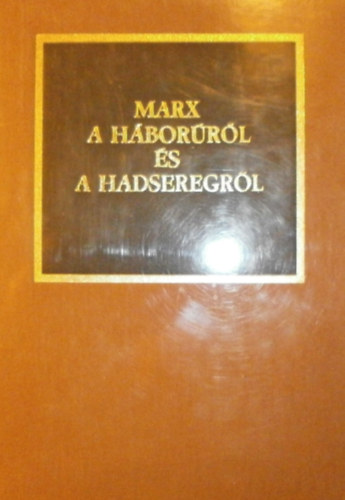 MARX
A HÁBORÚRÓL
ÉS
A HADSEREGRŐL